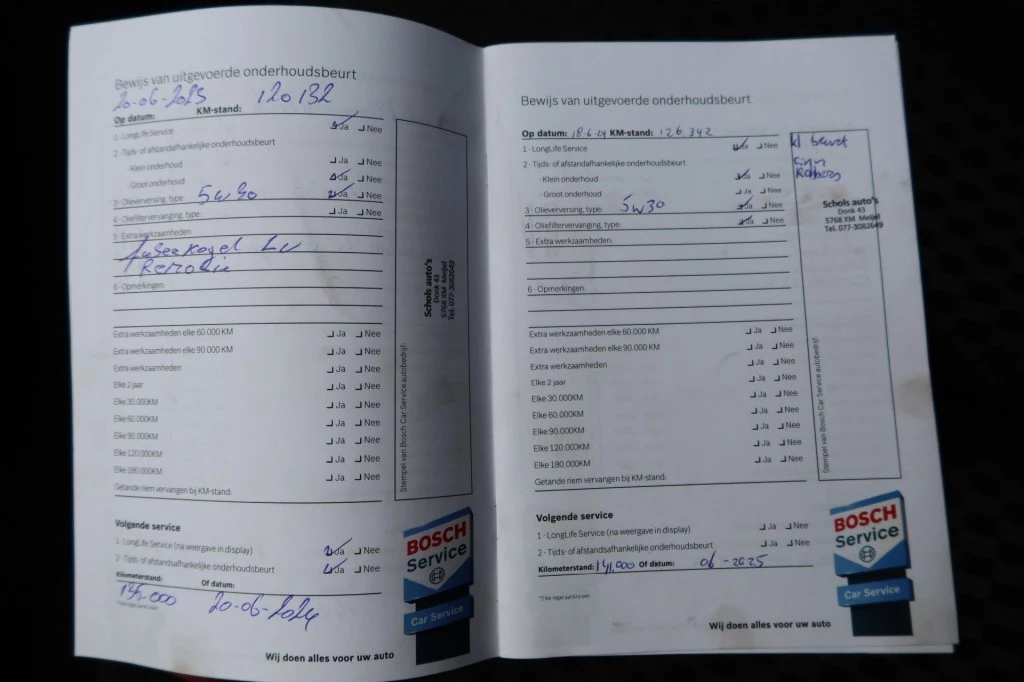 Bewijs van uitgevoerde onderhoudsbeurt
20-06-2023 120132
Op datum: KM-stand:
1 - LongLife Service Ja Nee
2 - Tijds- of afstandafhankelijke onderhoudsbeurt
- Klein onderhoud Ja Nee
- Groot onderhoud Ja Nee
3 - Olieverversing, type: 5w30 Ja Nee
4 - Oliefiltervervanging, type: Ja Nee
5 - Extra werkzaamheden
6 - Opmerkingen:
Extra werkzaamheden elke 60.000 KM Ja Nee
Extra werkzaamheden elke 90.000 KM Ja Nee
Extra werkzaamheden Ja Nee
Elke 2 jaar Ja Nee
Elke 30.000KM Ja Nee
Elke 60.000KM Ja Nee
Elke 90.000KM Ja Nee
Elke 120.000KM Ja Nee
Elke 180.000KM Ja Nee
Getande riem vervangen bij KM-stand:
Schols auto's
Donk 43
5768 XM Meijel
Tel. 077-3082649
Stempel van Bosch Car Service autobedrijf:
Volgende service
1 - LongLife Service (na weergave in display) Ja Nee
2 - Tijds- of afstandsafhankelijke onderhoudsbeurt Ja Nee
Kilometerstand: Of datum:
20-06-2024
BOSCH
Service
Car Service
Wij doen alles voor uw auto
Bewijs van uitgevoerde onderhoudsbeurt
Op datum: 18-6-24 KM-stand: 126.342
1 - LongLife Service Ja Nee
2 - Tijds- of afstandafhankelijke onderhoudsbeurt
- Klein onderhoud Ja Nee
- Groot onderhoud Ja Nee
3 - Olieverversing, type: 5w30 Ja Nee
4 - Oliefiltervervanging, type: Ja Nee
5 - Extra werkzaamheden:
6 - Opmerkingen:
Extra werkzaamheden elke 60.000 KM Ja Nee
Extra werkzaamheden elke 90.000 KM Ja Nee
Extra werkzaamheden Ja Nee
Elke 2 jaar Ja Nee
Elke 30.000KM Ja Nee
Elke 60.000KM Ja Nee
Elke 90.000KM Ja Nee
Elke 120.000KM Ja Nee
Elke 180.000KM Ja Nee
Getande riem vervangen bij KM-stand:
kl beurt
Schols auto's
Donk 43
5768 XM Meijel
Tel. 077-3082649
Stempel van Bosch Car Service autobedrijf:
Volgende service
1 - LongLife Service (na weergave in display) Ja Nee
2 - Tijds- of afstandsafhankelijke onderhoudsbeurt Ja Nee
Kilometerstand: 141.000 Of datum: 06-2025
BOSCH
Service
Car Service
Wij doen alles voor uw auto